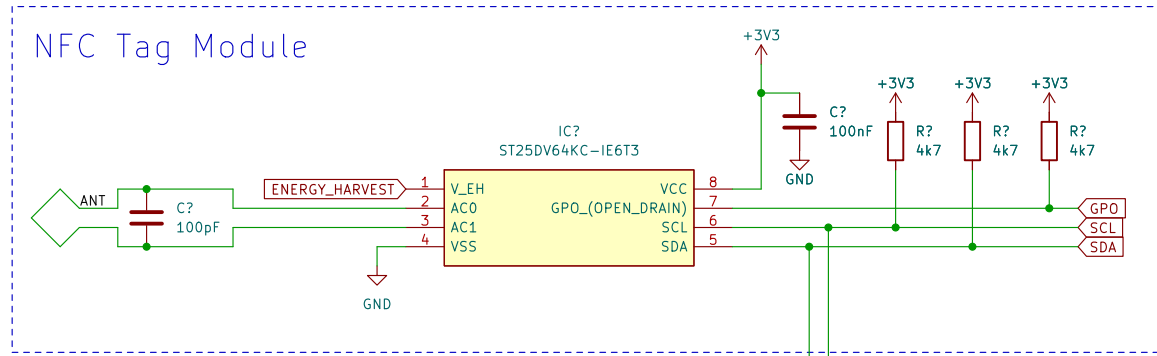 NFC Tag Module
+3V3
+3V3
+3V3
+3V3
C?
100nF
R?
4k7
R?
4k7
R?
4k7
GND
IC?
ST25DV64KC-IE6T3
ANT
C?
100pF
ENERGY_HARVEST
1
V_EH
VCC
8
2
AC0
GPO_(OPEN_DRAIN)
7
GPO
3
AC1
SCL
6
SCL
4
VSS
SDA
5
SDA
GND